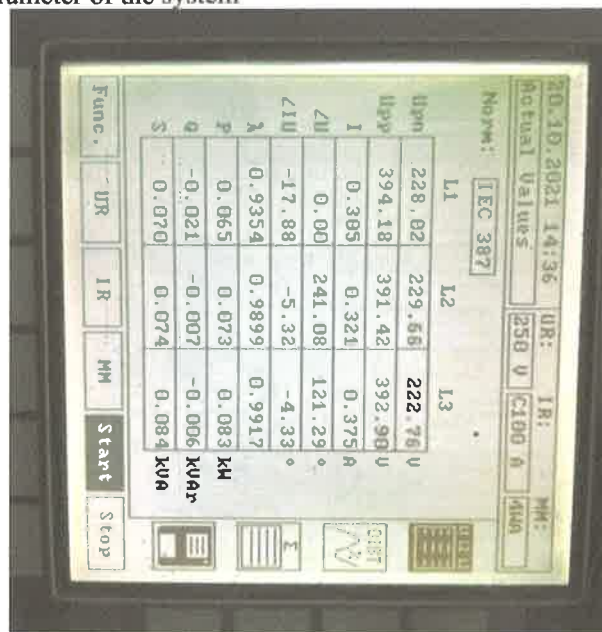 rameter of the system
20.10.2021 14:36 UR: IR: MM:
Actual Values 250 V C100 A 4WA
Norm: IEC 387
L1 L2 L3
Upn 228.02 229.66 222.76 V
Upp 394.18 391.42 392.90 V
I 0.305 0.321 0.375 A
∠U 0.00 241.08 121.29 °
∠IU -17.88 -5.32 -4.33 °
λ 0.9354 0.9899 0.9917
P 0.065 0.073 0.083 kW
Q -0.021 -0.007 -0.006 kVAr
S 0.070 0.074 0.084 kVA
Func. UR IR MM Start Stop